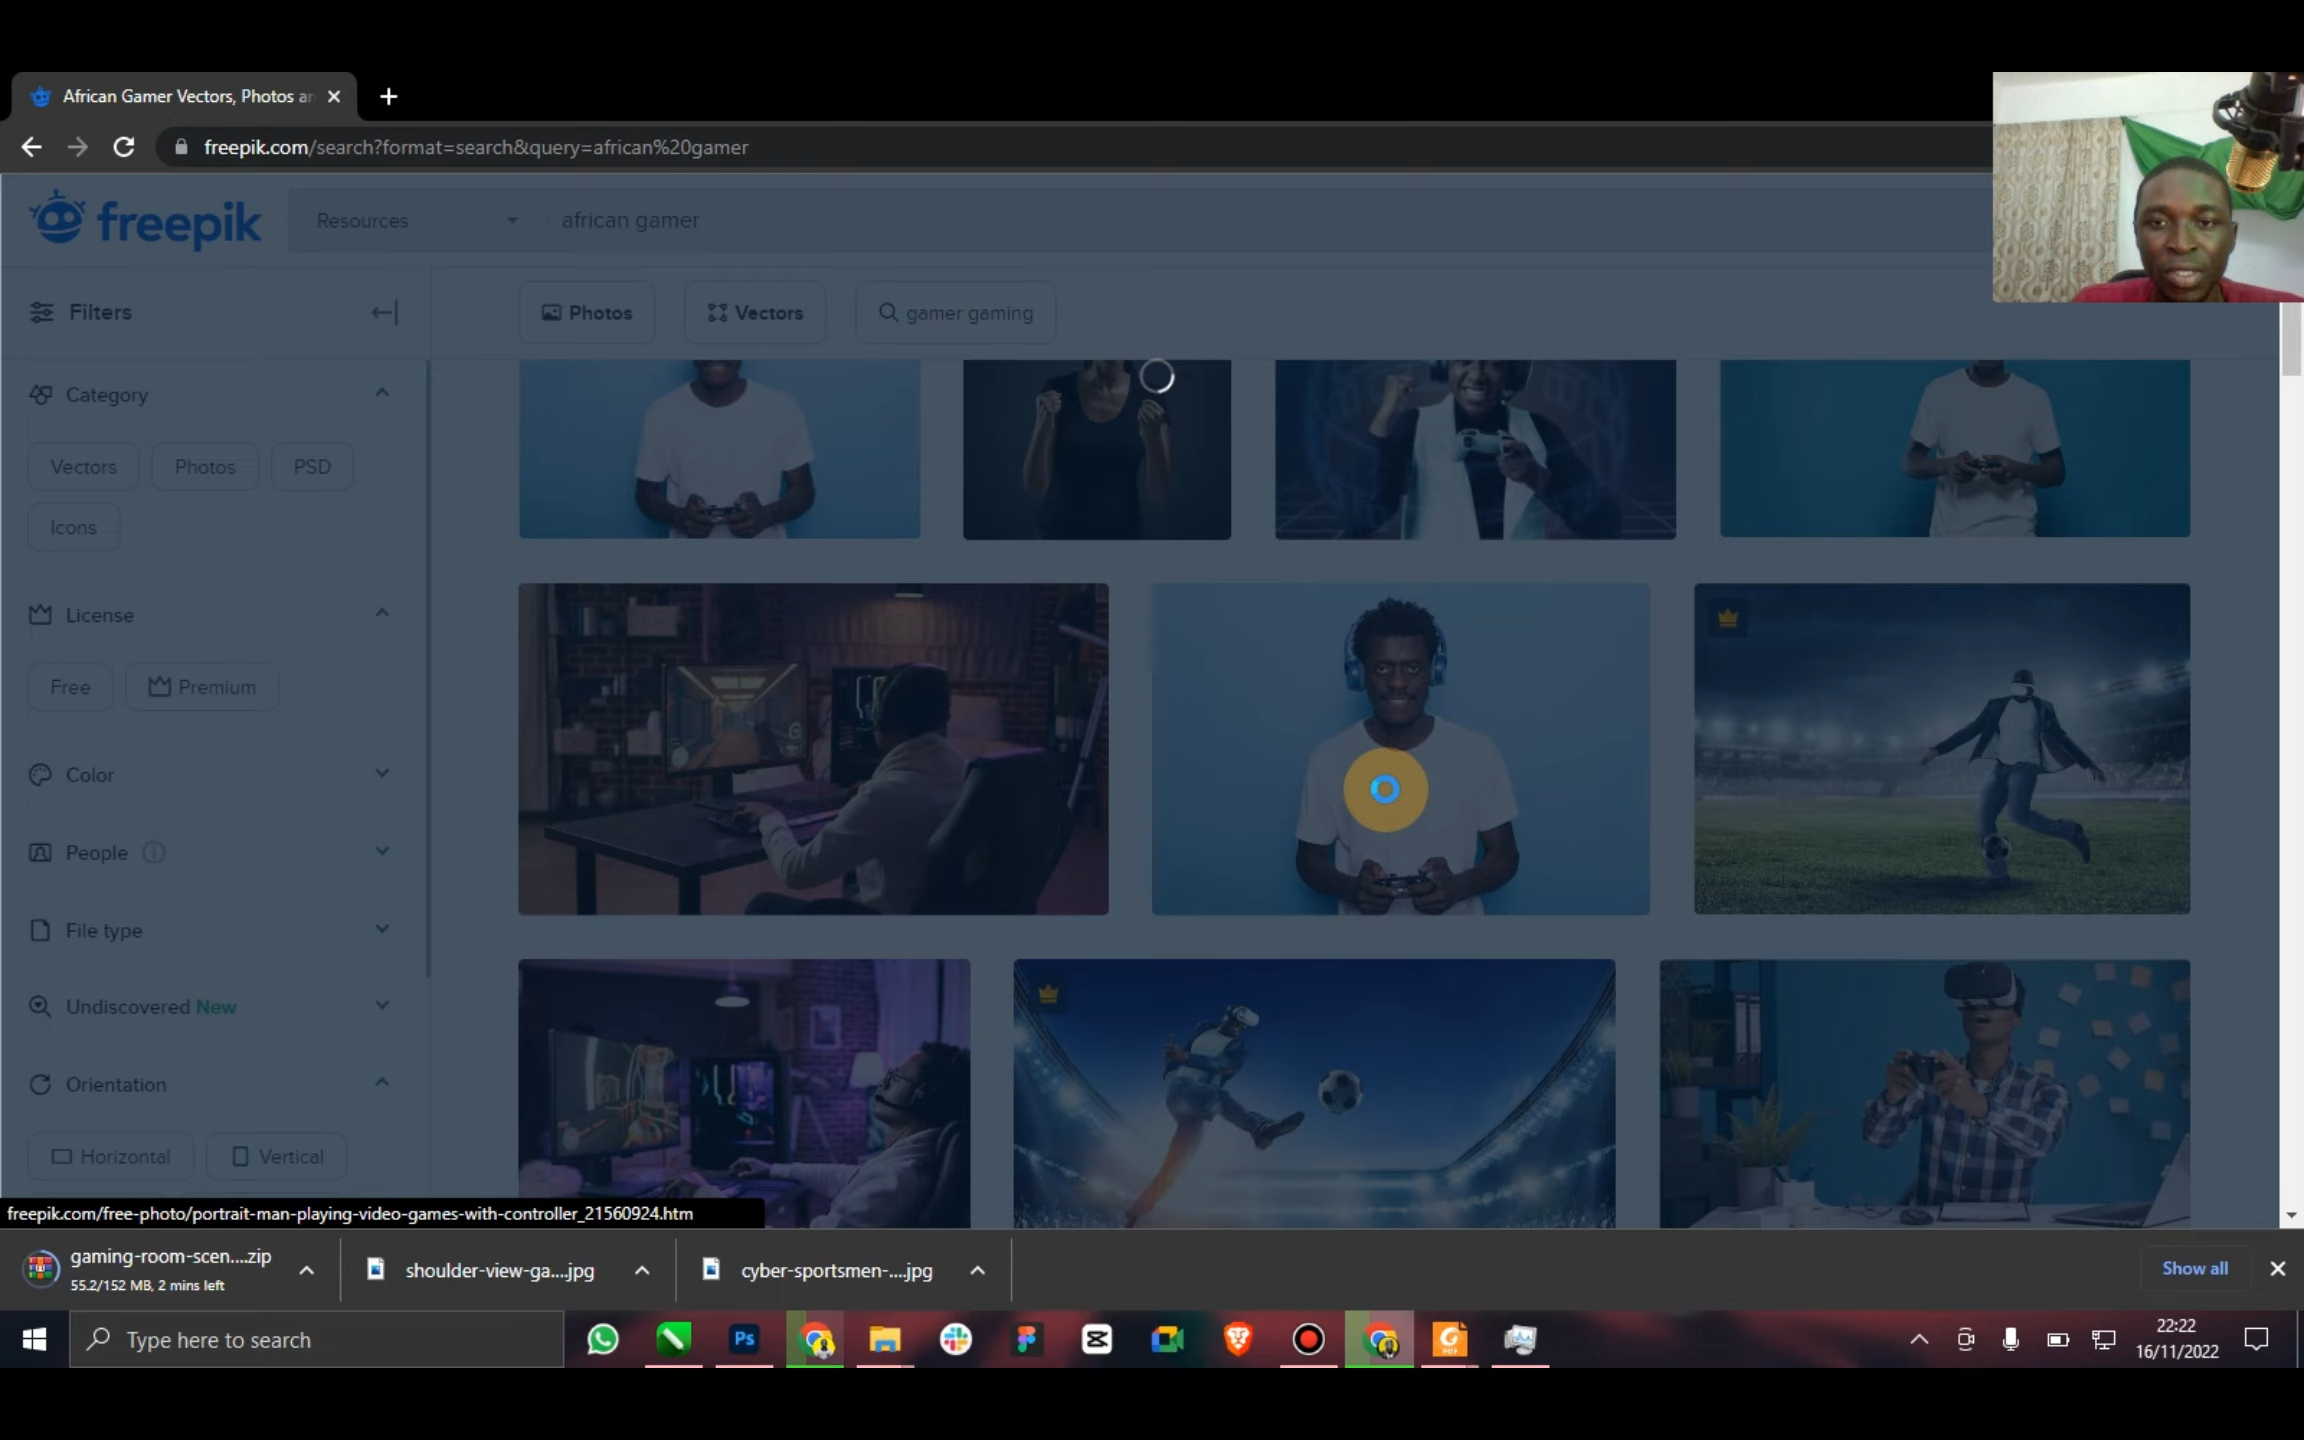 African Gamer Vectors, Photos an
freepik.com/search?format=search&query=african%20gamer
freepik
Resources
african gamer
Filters
Photos
Vectors
gamer gaming
Category
Vectors
Photos
PSD
Icons
License
Free
Premium
Color
People
File type
Undiscovered New
Orientation
Horizontal
Vertical
freepik.com/free-photo/portrait-man-playing-video-games-with-controller_21560924.htm
gaming-room-scen....zip
55.2/152 MB, 2 mins left
shoulder-view-ga....jpg
cyber-sportsmen-....jpg
Show all
Type here to search
Ps
PDF
22:22
16/11/2022